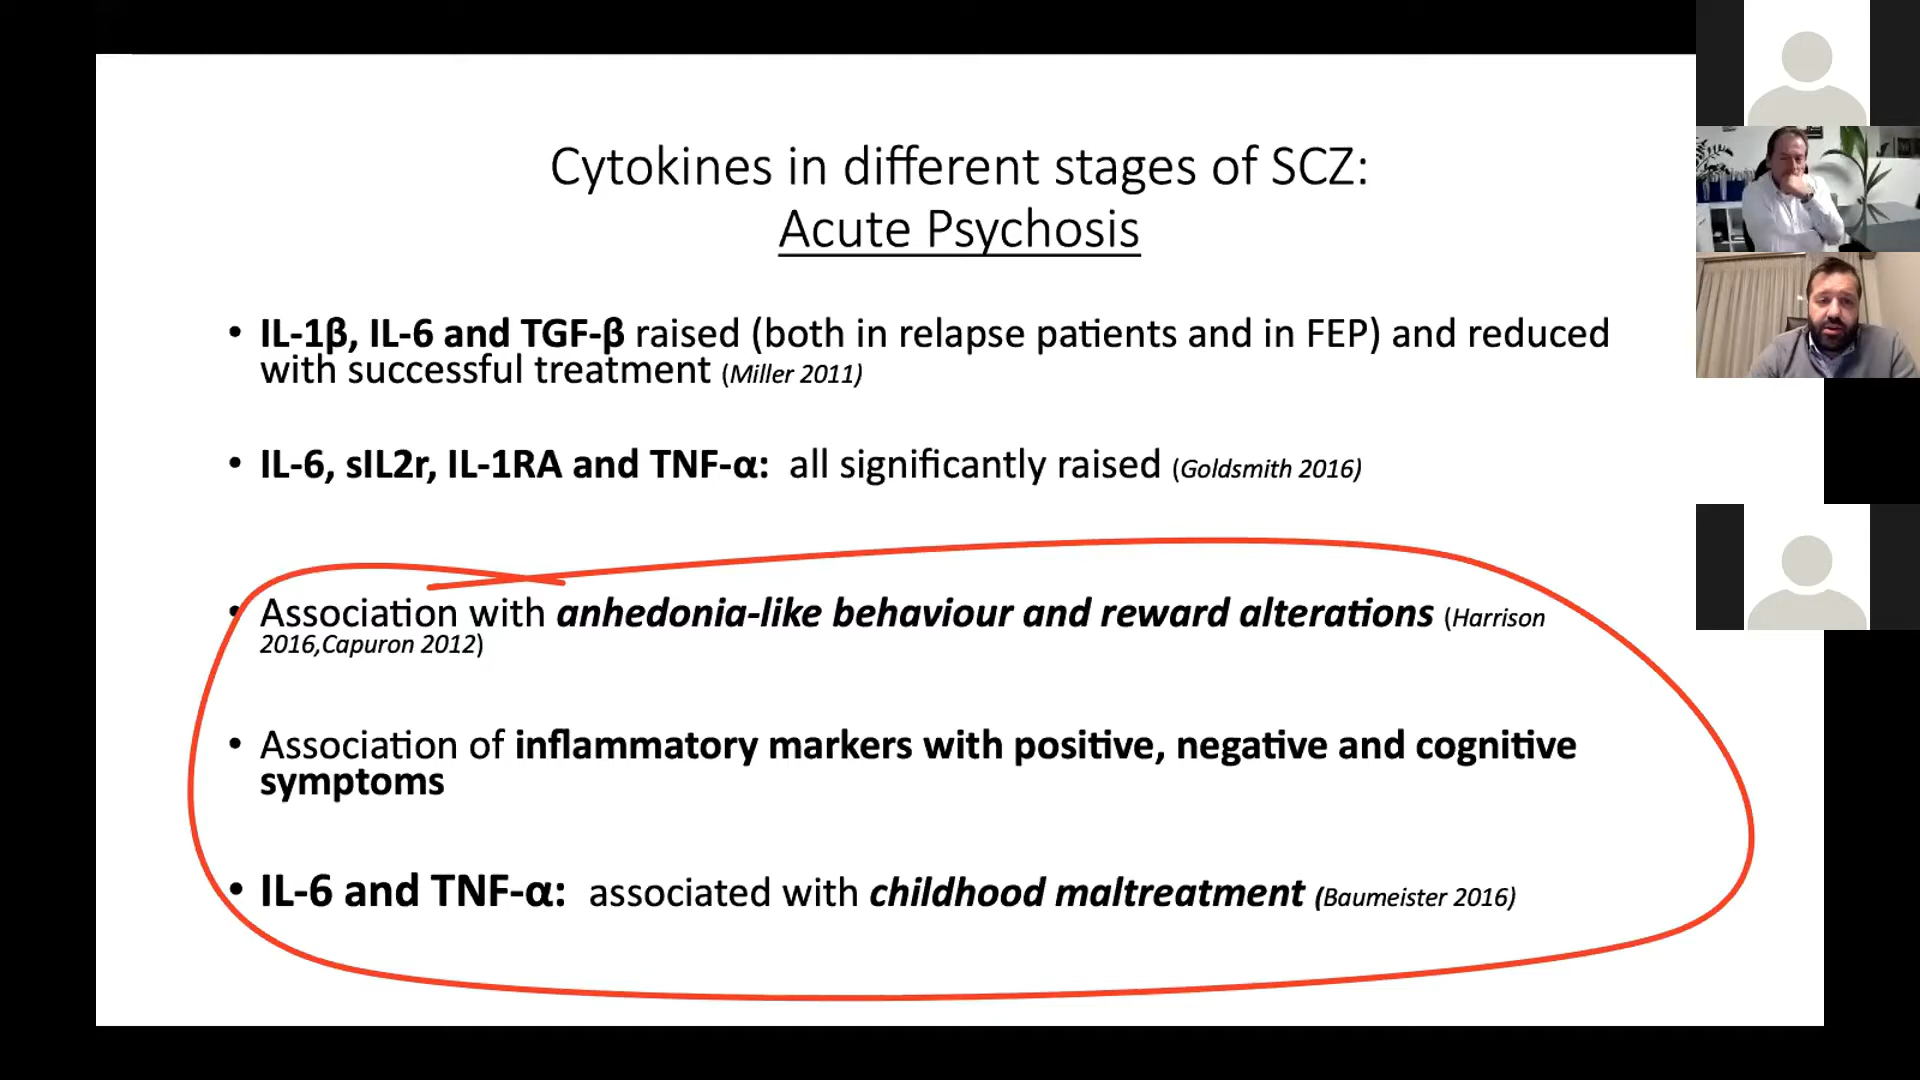 Cytokines in different stages of SCZ:
Acute Psychosis
• IL-1β, IL-6 and TGF-β raised (both in relapse patients and in FEP) and reduced
with successful treatment (Miller 2011)
• IL-6, sIL2r, IL-1RA and TNF-α: all significantly raised (Goldsmith 2016)
• Association with anhedonia-like behaviour and reward alterations (Harrison
2016,Capuron 2012)
• Association of inflammatory markers with positive, negative and cognitive
symptoms
• IL-6 and TNF-α: associated with childhood maltreatment (Baumeister 2016)